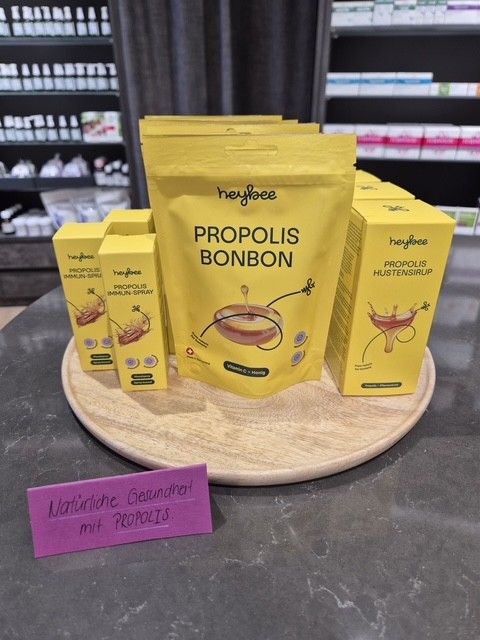 heybee
PROPOLIS
BONBON
Vitamin C + Honig
heybee
PROPOLIS
IMMUN-SPRAY
heybee
PROPOLIS
IMMUN-SPRAY
heybee
PROPOLIS
HUSTENSIRUP
Natürliche Gesundheit
mit PROPOLIS.